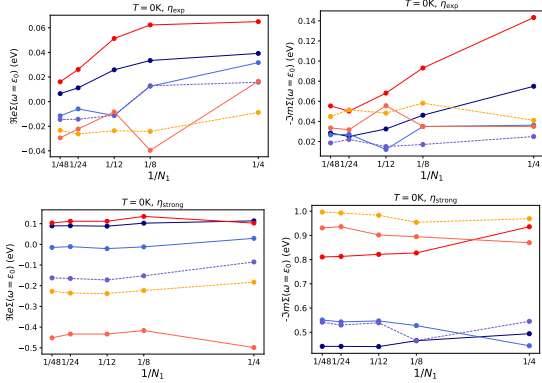 T = 0K, η_exp
ℜeΣ(ω = ε₀) (eV)
0.06
0.04
0.02
0.00
−0.02
−0.04
1/48 1/24 1/12 1/8 1/4
1/N₁
T = 0K, η_exp
-ℑmΣ(ω = ε₀) (eV)
0.14
0.12
0.10
0.08
0.06
0.04
0.02
1/48 1/24 1/12 1/8 1/4
1/N₁
T = 0K, η_strong
ℜeΣ(ω = ε₀) (eV)
0.1
0.0
−0.1
−0.2
−0.3
−0.4
−0.5
1/48 1/24 1/12 1/8 1/4
1/N₁
T = 0K, η_strong
-ℑmΣ(ω = ε₀) (eV)
1.0
0.9
0.8
0.7
0.6
0.5
1/48 1/24 1/12 1/8 1/4
1/N₁